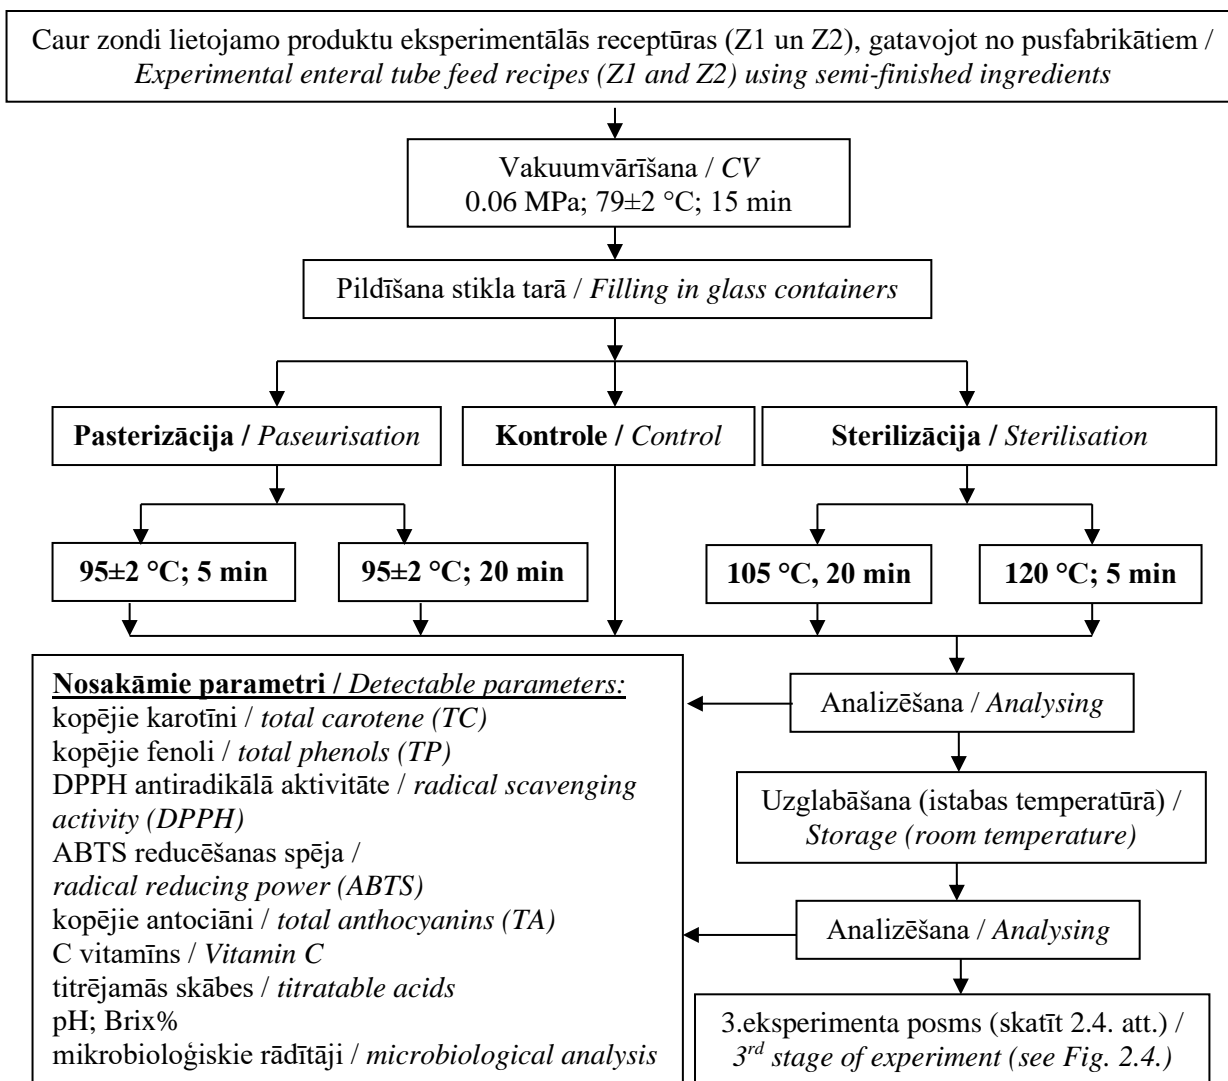 Caur zondi lietojamo produktu eksperimentālās receptūras (Z1 un Z2), gatavojot no pusfabrikātiem /
Experimental enteral tube feed recipes (Z1 and Z2) using semi-finished ingredients
Vakuumvārīšana / CV
0.06 MPa; 79±2 °C; 15 min
Pildīšana stikla tarā / Filling in glass containers
Pasterizācija / Paseurisation
Kontrole / Control
Sterilizācija / Sterilisation
95±2 °C; 5 min
95±2 °C; 20 min
105 °C, 20 min
120 °C; 5 min
Nosakāmie parametri / Detectable parameters:
kopējie karotīni / total carotene (TC)
kopējie fenoli / total phenols (TP)
DPPH antiradikālā aktivitāte / radical scavenging
activity (DPPH)
ABTS reducēšanas spēja /
radical reducing power (ABTS)
kopējie antociāni / total anthocyanins (TA)
C vitamīns / Vitamin C
titrējamās skābes / titratable acids
pH; Brix%
mikrobioloģiskie rādītāji / microbiological analysis
Analizēšana / Analysing
Uzglabāšana (istabas temperatūrā) /
Storage (room temperature)
Analizēšana / Analysing
3.eksperimenta posms (skatīt 2.4. att.) /
3rd stage of experiment (see Fig. 2.4.)